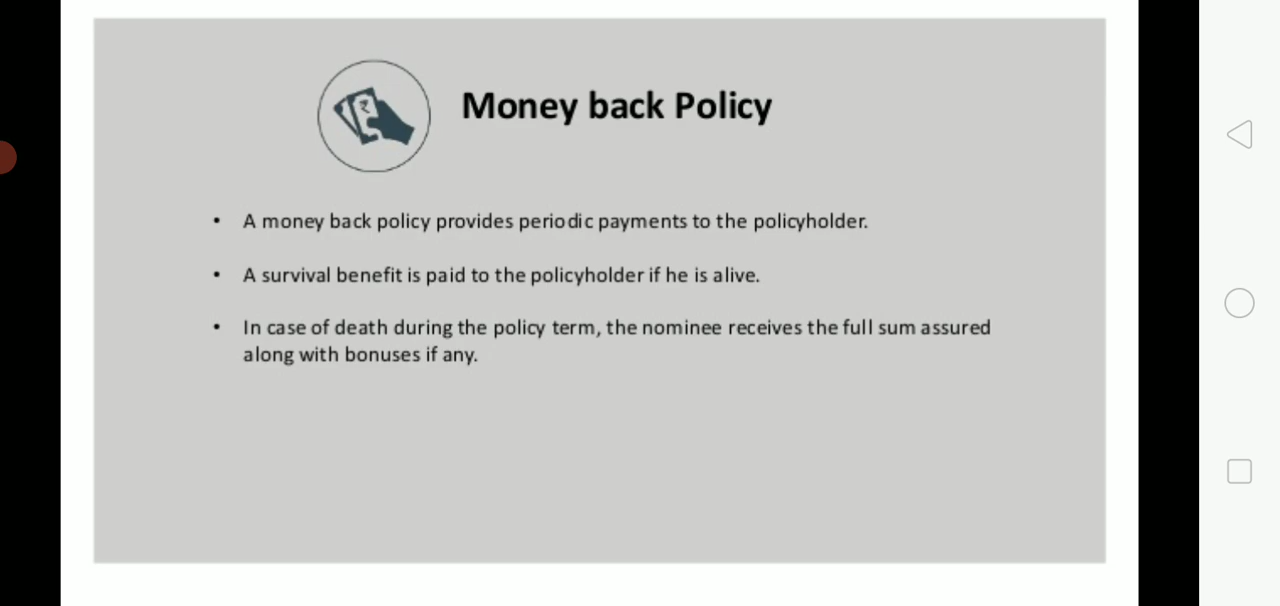 Money back Policy
• A money back policy provides periodic payments to the policyholder.
• A survival benefit is paid to the policyholder if he is alive.
• In case of death during the policy term, the nominee receives the full sum assured
along with bonuses if any.